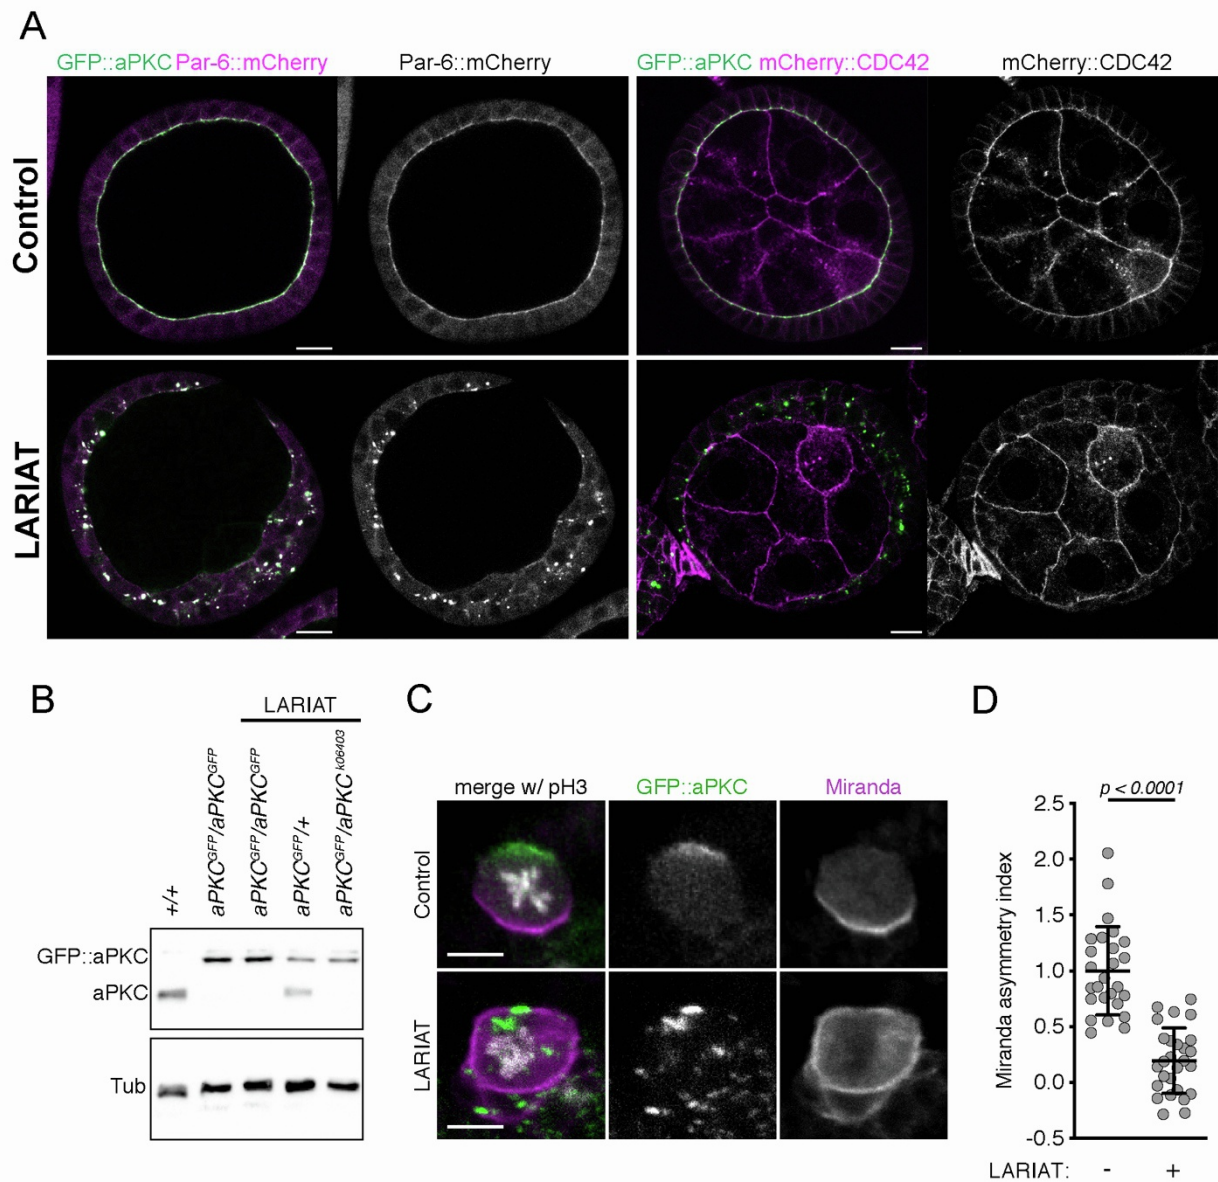 A
GFP::aPKC Par-6::mCherry
Par-6::mCherry
GFP::aPKC mCherry::CDC42
mCherry::CDC42
Control
LARIAT
B
LARIAT
+/+
aPKC^GFP/aPKC^GFP
aPKC^GFP/aPKC^GFP
aPKC^GFP/+
aPKC^GFP/aPKC^k06403
GFP::aPKC
aPKC
Tub
C
merge w/ pH3
GFP::aPKC
Miranda
Control
LARIAT
D
p < 0.0001
Miranda asymmetry index
2.5
2.0
1.5
1.0
0.5
0.0
-0.5
LARIAT: - +